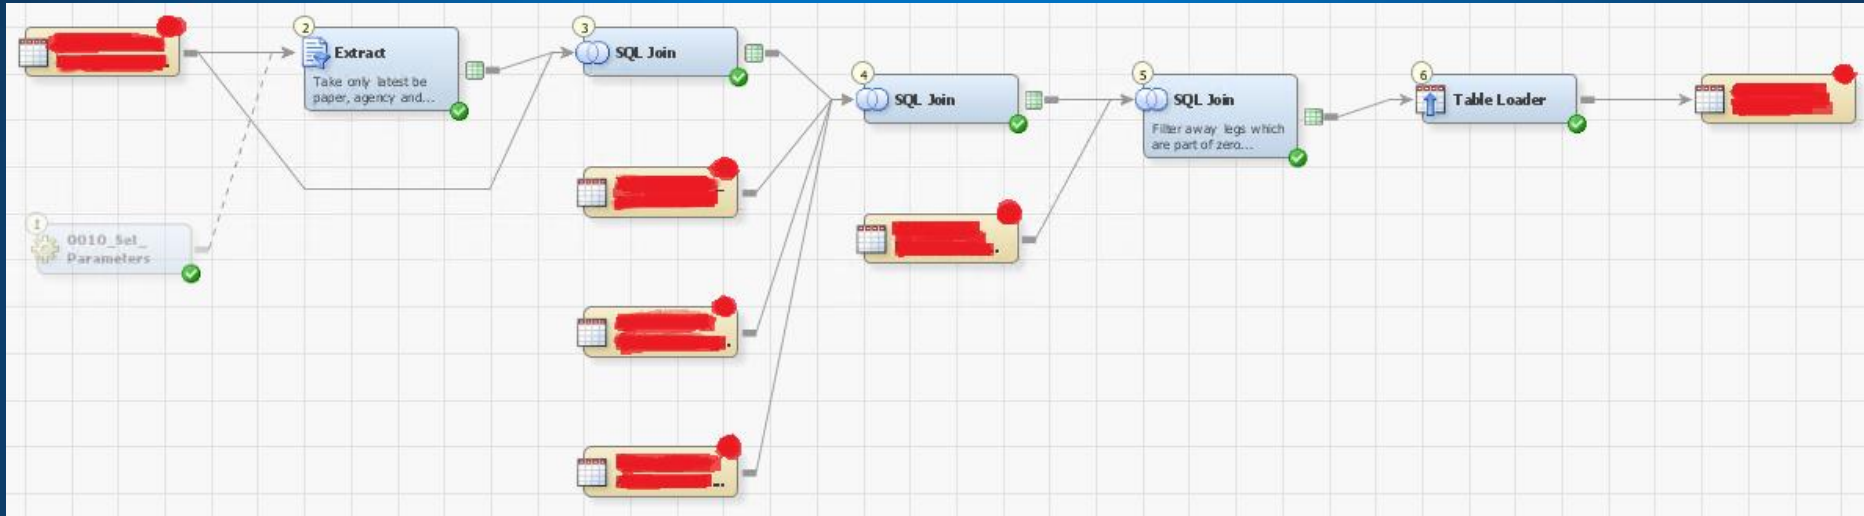 2
Extract
Take only latest be
paper, agency and...
3
SQL Join
4
SQL Join
5
SQL Join
Filter away legs which
are part of zero...
6
Table Loader
1
0010_Set_
Parameters